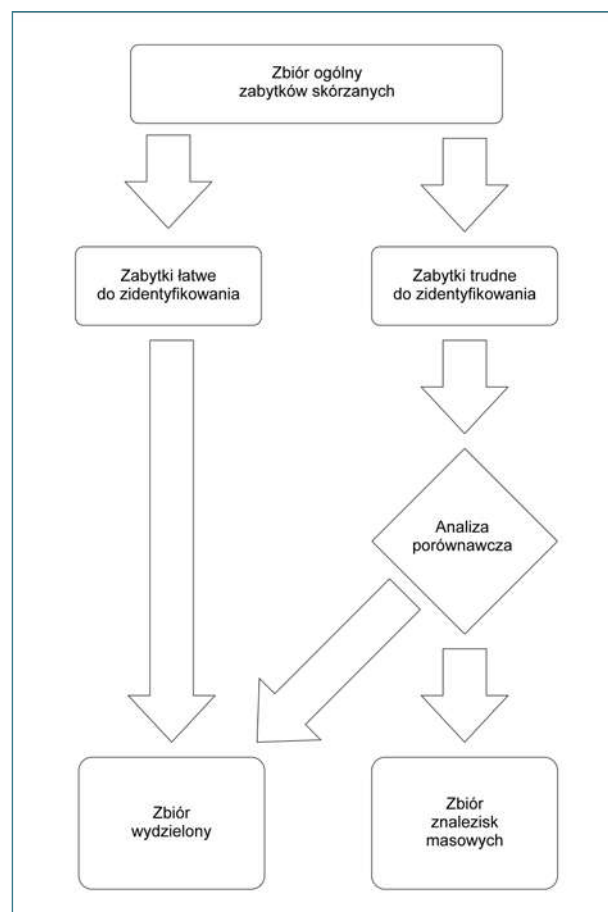 Zbiór ogólny
zabytków skórzanych
Zabytki łatwe
do zidentyfikowania
Zabytki trudne
do zidentyfikowania
Analiza
porównawcza
Zbiór
wydzielony
Zbiór
znalezisk
masowych